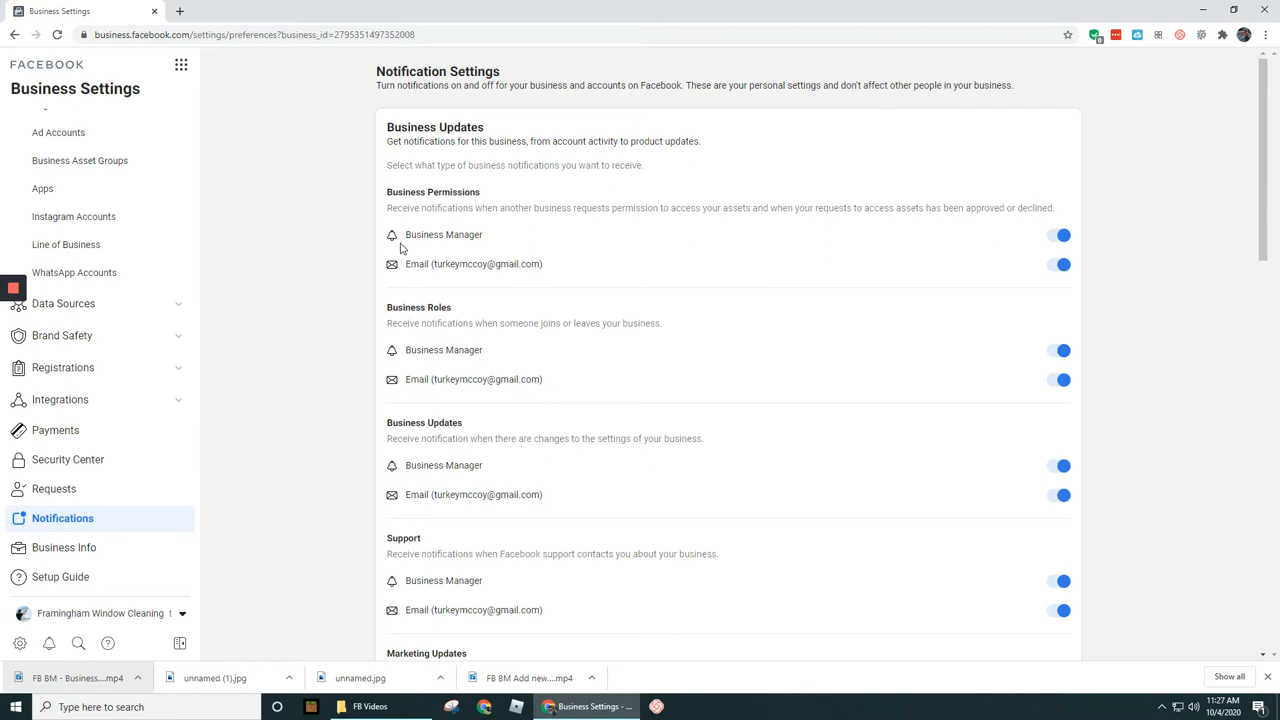 Business Settings
business.facebook.com/settings/preferences?business_id=2795351497352008
9
FACEBOOK
Business Settings
Ad Accounts
Business Asset Groups
Apps
Instagram Accounts
Line of Business
WhatsApp Accounts
Data Sources
Brand Safety
Registrations
Integrations
Payments
Security Center
Requests
Notifications
Business Info
Setup Guide
Framingham Window Cleaning t
Notification Settings
Turn notifications on and off for your business and accounts on Facebook. These are your personal settings and don't affect other people in your business.
Business Updates
Get notifications for this business, from account activity to product updates.
Select what type of business notifications you want to receive.
Business Permissions
Receive notifications when another business requests permission to access your assets and when your requests to access assets has been approved or declined.
Business Manager
Email (turkeymccoy@gmail.com)
Business Roles
Receive notifications when someone joins or leaves your business.
Business Manager
Email (turkeymccoy@gmail.com)
Business Updates
Receive notification when there are changes to the settings of your business.
Business Manager
Email (turkeymccoy@gmail.com)
Support
Receive notifications when Facebook support contacts you about your business.
Business Manager
Email (turkeymccoy@gmail.com)
Marketing Updates
FB BM - Business....mp4
unnamed (1).jpg
unnamed.jpg
FB BM Add new....mp4
Show all
Type here to search
FB Videos
Business Settings - ...
11:27 AM
10/4/2020
1